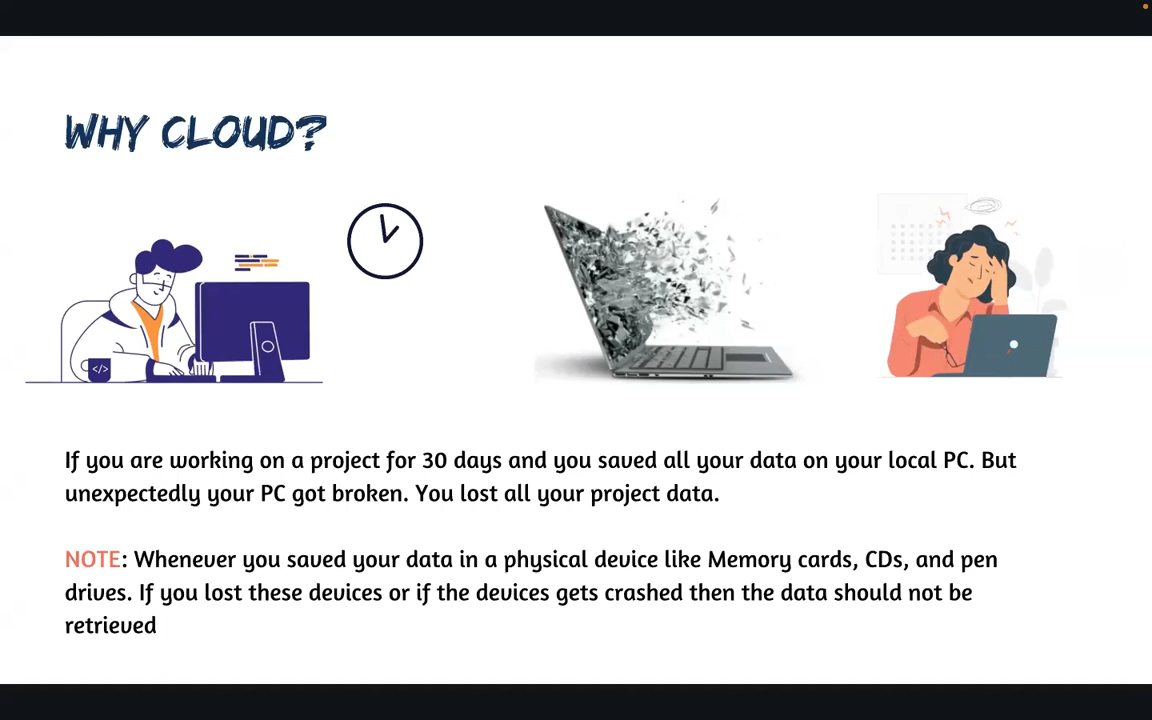 WHY CLOUD?
</>
If you are working on a project for 30 days and you saved all your data on your local PC. But
unexpectedly your PC got broken. You lost all your project data.
NOTE: Whenever you saved your data in a physical device like Memory cards, CDs, and pen
drives. If you lost these devices or if the devices gets crashed then the data should not be
retrieved